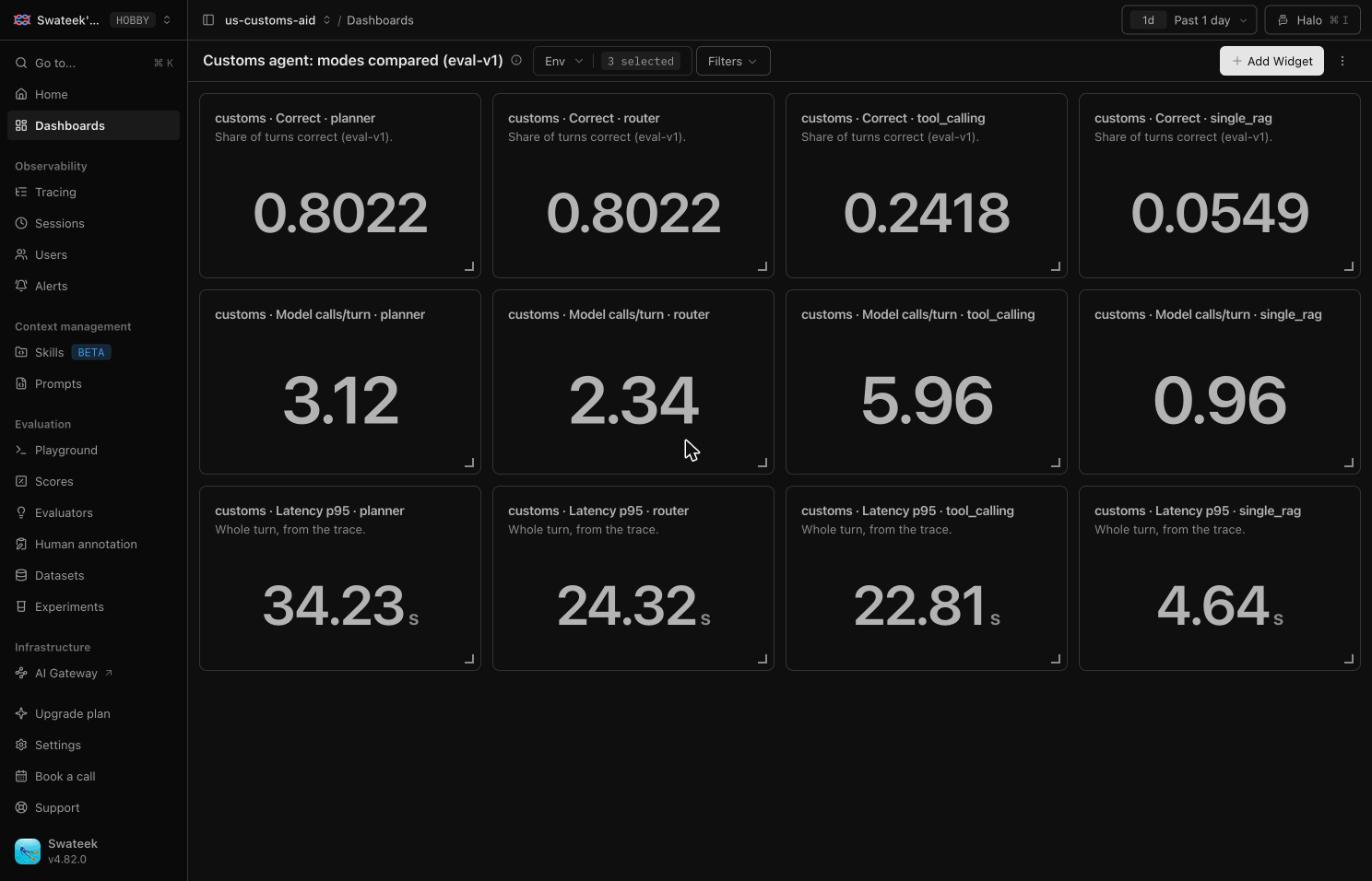 Swateek'... HOBBY
Go to... ⌘ K
Home
Dashboards
Observability
Tracing
Sessions
Users
Alerts
Context management
Skills BETA
Prompts
Evaluation
Playground
Scores
Evaluators
Human annotation
Datasets
Experiments
Infrastructure
AI Gateway
Upgrade plan
Settings
Book a call
Support
Swateek
v4.82.0
us-customs-aid / Dashboards
1d Past 1 day
Halo ⌘ I
Customs agent: modes compared (eval-v1)
Env 3 selected
Filters
+ Add Widget
customs · Correct · planner
Share of turns correct (eval-v1).
0.8022
customs · Correct · router
Share of turns correct (eval-v1).
0.8022
customs · Correct · tool_calling
Share of turns correct (eval-v1).
0.2418
customs · Correct · single_rag
Share of turns correct (eval-v1).
0.0549
customs · Model calls/turn · planner
3.12
customs · Model calls/turn · router
2.34
customs · Model calls/turn · tool_calling
5.96
customs · Model calls/turn · single_rag
0.96
customs · Latency p95 · planner
Whole turn, from the trace.
34.23 s
customs · Latency p95 · router
Whole turn, from the trace.
24.32 s
customs · Latency p95 · tool_calling
Whole turn, from the trace.
22.81 s
customs · Latency p95 · single_rag
Whole turn, from the trace.
4.64 s